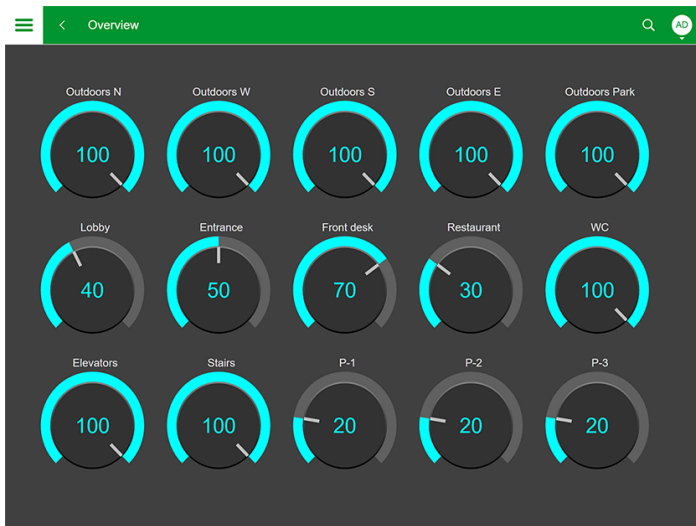 Overview
AD
Outdoors N
Outdoors W
Outdoors S
Outdoors E
Outdoors Park
100
100
100
100
100
Lobby
Entrance
Front desk
Restaurant
WC
40
50
70
30
100
Elevators
Stairs
P-1
P-2
P-3
100
100
20
20
20